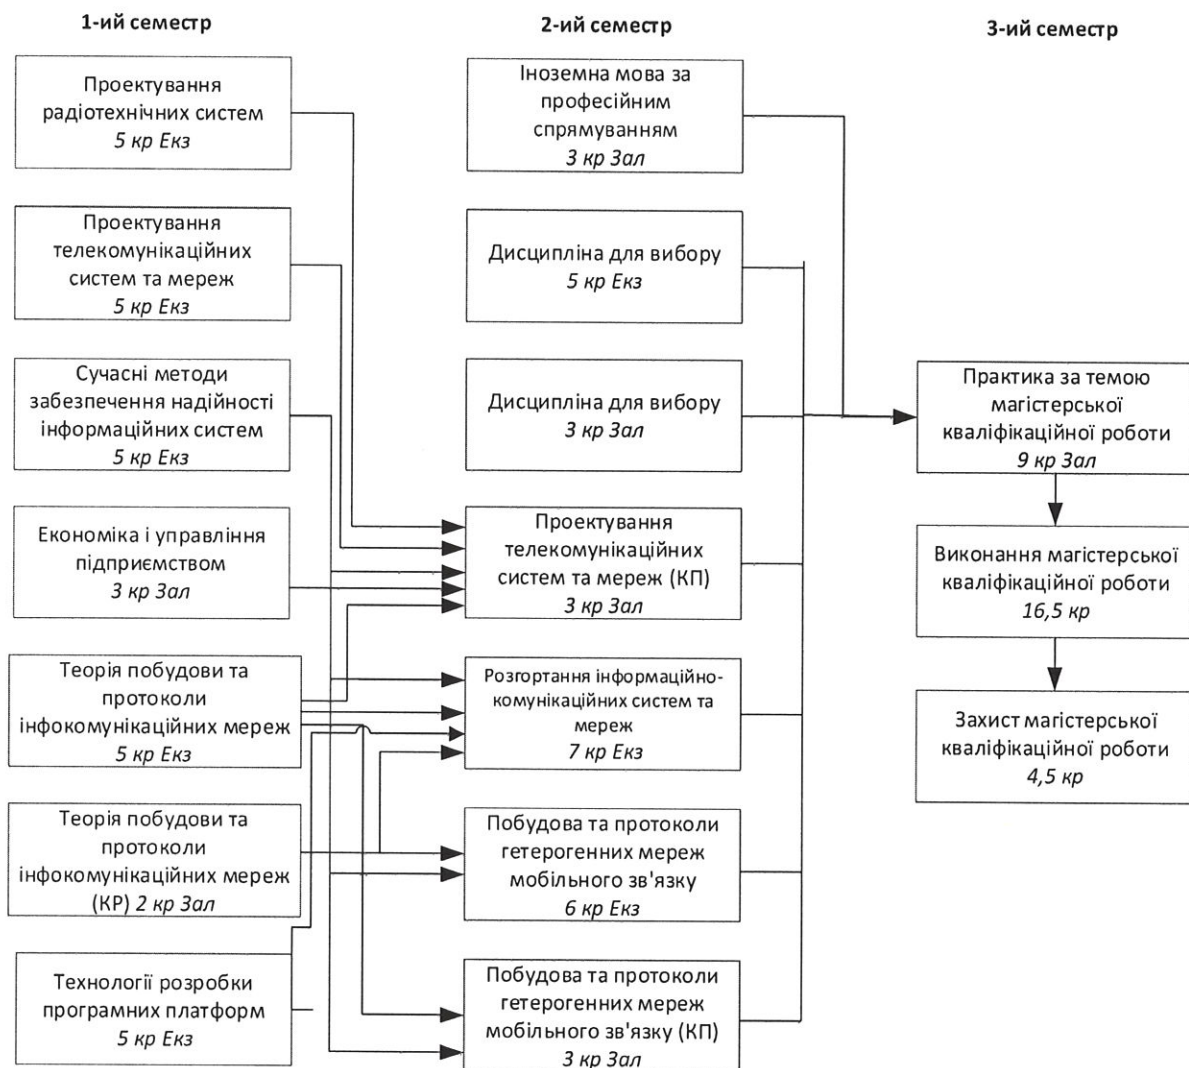 1-ий семестр
Проектування
радіотехнічних систем
5 кр Екз
Проектування
телекомунікаційних
систем та мереж
5 кр Екз
Сучасні методи
забезпечення надійності
інформаційних систем
5 кр Екз
Економіка і управління
підприємством
3 кр Зал
Теорія побудови та
протоколи
інфокомунікаційних мереж
5 кр Екз
Теорія побудови та
протоколи
інфокомунікаційних мереж
(КР) 2 кр Зал
Технології розробки
програмних платформ
5 кр Екз
2-ий семестр
Іноземна мова за
професійним
спрямуванням
3 кр Зал
Дисципліна для вибору
5 кр Екз
Дисципліна для вибору
3 кр Зал
Проектування
телекомунікаційних
систем та мереж (КП)
3 кр Зал
Розгортання інформаційно-
комунікаційних систем та
мереж
7 кр Екз
Побудова та протоколи
гетерогенних мереж
мобільного зв'язку
6 кр Екз
Побудова та протоколи
гетерогенних мереж
мобільного зв'язку (КП)
3 кр Зал
3-ий семестр
Практика за темою
магістерської
кваліфікаційної роботи
9 кр Зал
Виконання магістерської
кваліфікаційної роботи
16,5 кр
Захист магістерської
кваліфікаційної роботи
4,5 кр